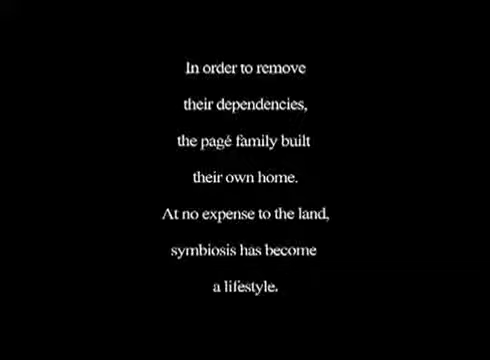 In order to remove
their dependencies,
the pagé family built
their own home.
At no expense to the land,
symbiosis has become
a lifestyle.